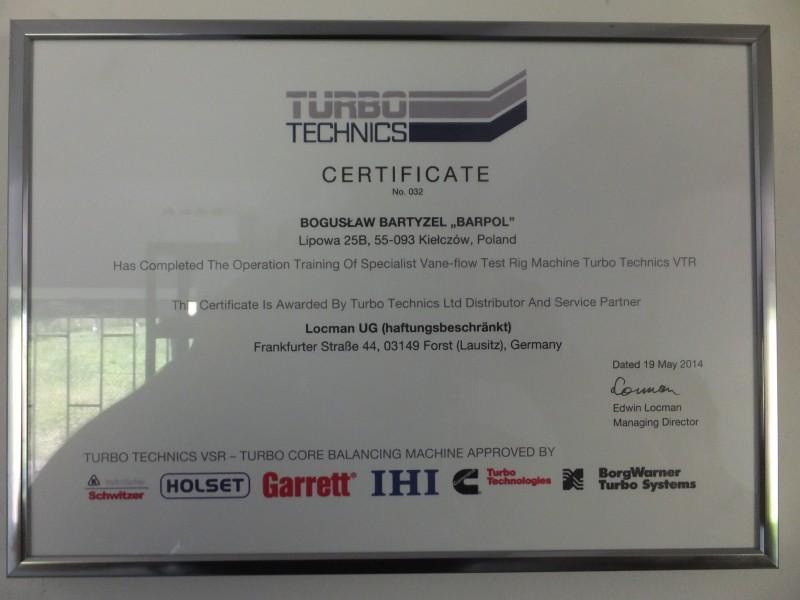 TURBO
TECHNICS
CERTIFICATE
No. 032
BOGUSŁAW BARTYZEL „BARPOL”
Lipowa 25B, 55-093 Kiełczów, Poland
Has Completed The Operation Training Of Specialist Vane-flow Test Rig Machine Turbo Technics VTR
This Certificate Is Awarded By Turbo Technics Ltd Distributor And Service Partner
Locman UG (haftungsbeschränkt)
Frankfurter Straße 44, 03149 Forst (Lausitz), Germany
Dated 19 May 2014
Locman
Edwin Locman
Managing Director
TURBO TECHNICS VSR – TURBO CORE BALANCING MACHINE APPROVED BY
Schwitzer
HOLSET
Garrett®
IHI
Turbo
Technologies
BorgWarner
Turbo Systems